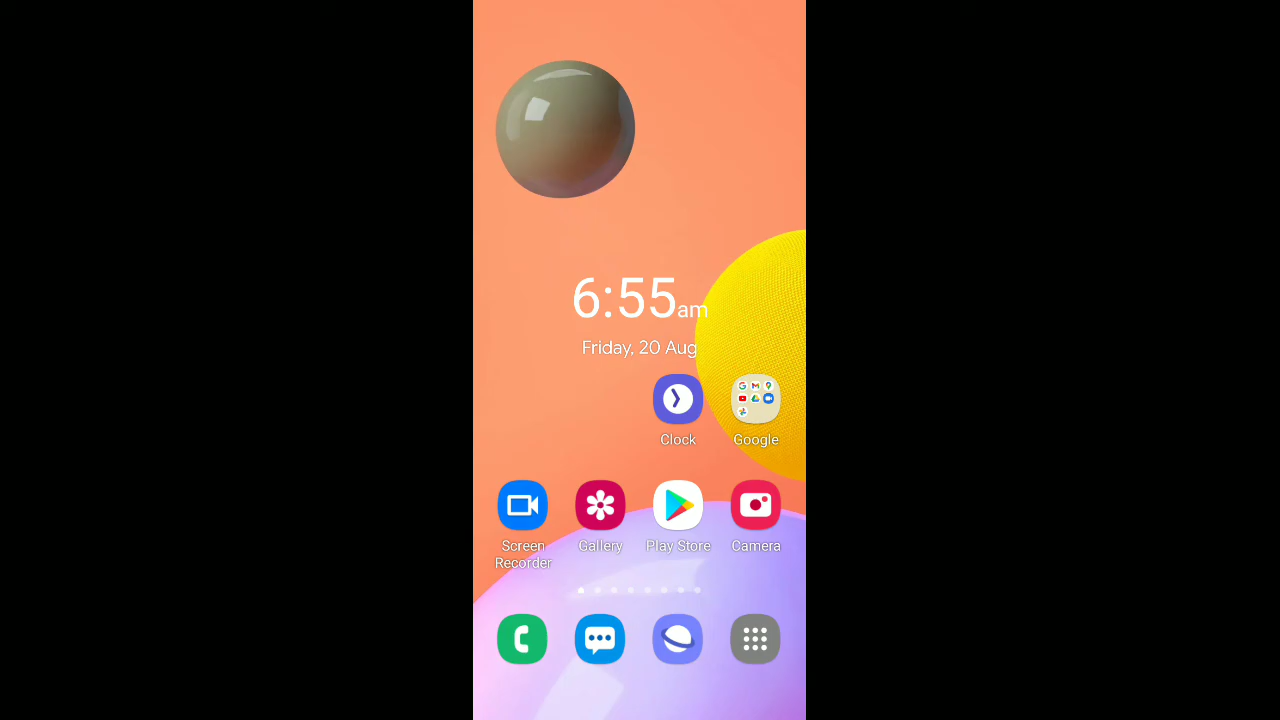 6:55am
Friday, 20 Aug
Clock
Google
Screen
Recorder
Gallery
Play Store
Camera